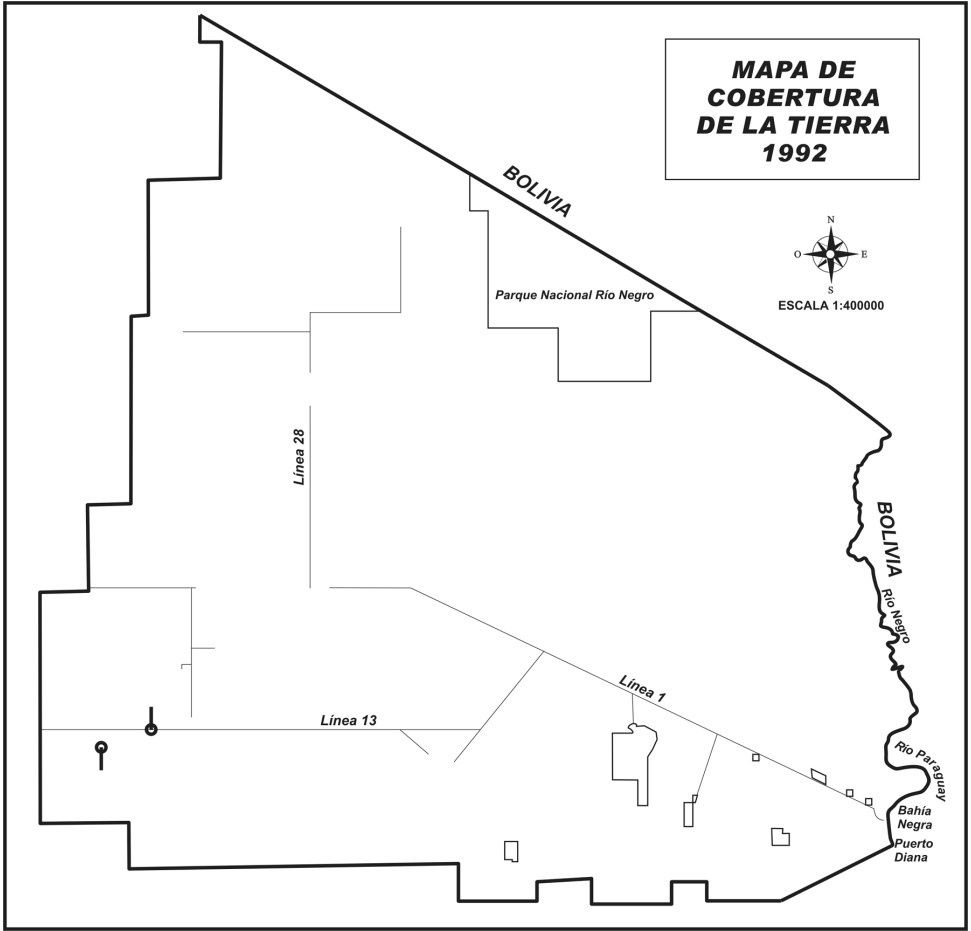 MAPA DE
COBERTURA
DE LA TIERRA
1992
BOLIVIA
N
O
E
S
ESCALA 1:400000
Parque Nacional Río Negro
Línea 28
BOLIVIA
Río Negro
Línea 1
Línea 13
Río Paraguay
Bahía
Negra
Puerto
Diana